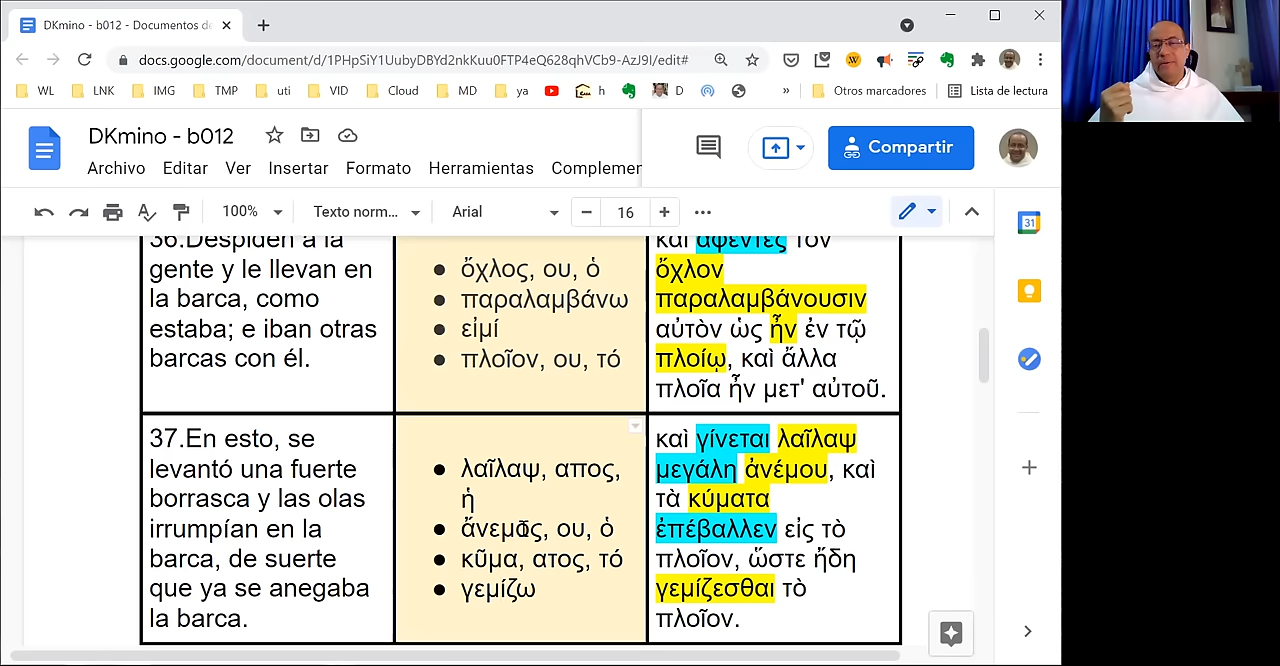 DKmino - b012 - Documentos de
docs.google.com/document/d/1PHpSiY1UubyDBYd2nkKuu0FTP4eQ628qhVCb9-AzJ9I/edit#
WL LNK IMG TMP uti VID Cloud MD ya h D » Otros marcadores Lista de lectura
DKmino - b012
Archivo Editar Ver Insertar Formato Herramientas Complemen
Compartir
100% Texto norm... Arial 16
31
36.Despiden a la
gente y le llevan en
la barca, como
estaba; e iban otras
barcas con él.
ὄχλος, ου, ὁ
παραλαμβάνω
εἰμί
πλοῖον, ου, τό
καὶ ἀφέντες τὸν
ὄχλον
παραλαμβάνουσιν
αὐτὸν ὡς ἦν ἐν τῷ
πλοίῳ, καὶ ἄλλα
πλοῖα ἦν μετ' αὐτοῦ.
37.En esto, se
levantó una fuerte
borrasca y las olas
irrumpían en la
barca, de suerte
que ya se anegaba
la barca.
λαῖλαψ, απος,
ἡ
ἄνεμος, ου, ὁ
κῦμα, ατος, τό
γεμίζω
καὶ γίνεται λαῖλαψ
μεγάλη ἀνέμου, καὶ
τὰ κύματα
ἐπέβαλλεν εἰς τὸ
πλοῖον, ὥστε ἤδη
γεμίζεσθαι τὸ
πλοῖον.